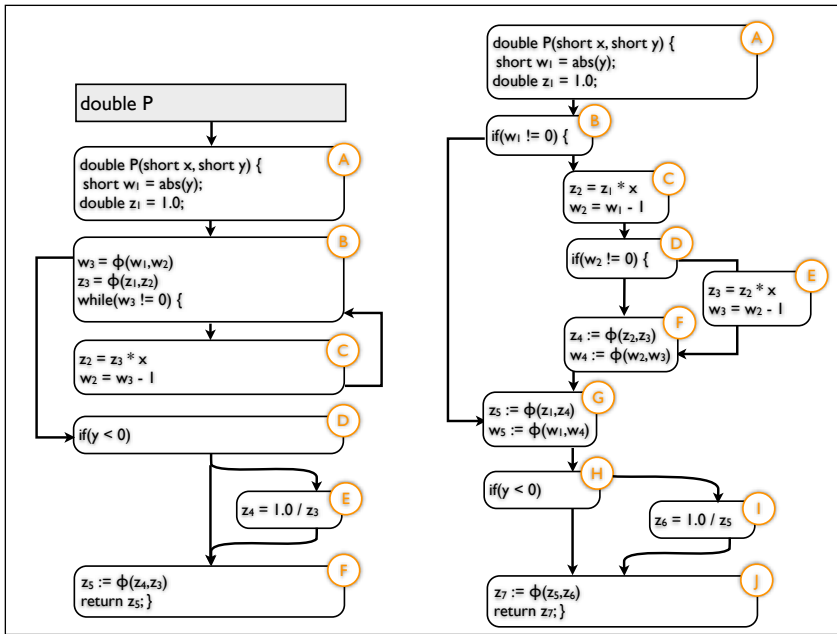 double P
A
double P(short x, short y) {
short w₁ = abs(y);
double z₁ = 1.0;
B
w₃ = ϕ(w₁,w₂)
z₃ = ϕ(z₁,z₂)
while(w₃ != 0) {
C
z₂ = z₃ * x
w₂ = w₃ - 1
D
if(y < 0)
E
z₄ = 1.0 / z₃
F
z₅ := ϕ(z₄,z₃)
return z₅; }
A
double P(short x, short y) {
short w₁ = abs(y);
double z₁ = 1.0;
B
if(w₁ != 0) {
C
z₂ = z₁ * x
w₂ = w₁ - 1
D
if(w₂ != 0) {
E
z₃ = z₂ * x
w₃ = w₂ - 1
F
z₄ := ϕ(z₂,z₃)
w₄ := ϕ(w₂,w₃)
G
z₅ := ϕ(z₁,z₄)
w₅ := ϕ(w₁,w₄)
H
if(y < 0)
I
z₆ = 1.0 / z₅
J
z₇ := ϕ(z₅,z₆)
return z₇; }